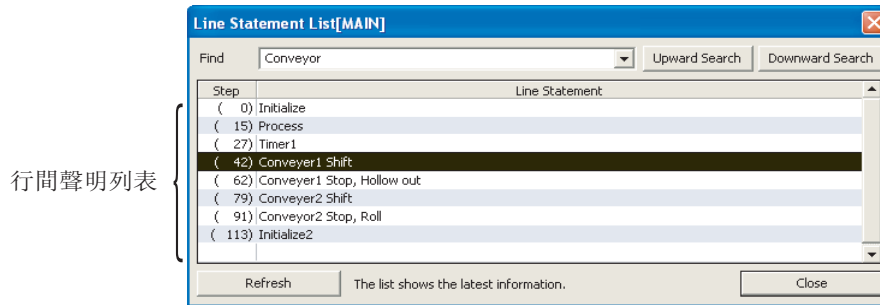 Line Statement List[MAIN]
Find Conveyor Upward Search Downward Search
Step Line Statement
( 0) Initialize
( 15) Process
( 27) Timer1
( 42) Conveyer1 Shift
( 62) Conveyer1 Stop, Hollow out
( 79) Conveyer2 Shift
( 91) Conveyor2 Stop, Roll
( 113) Initialize2
行間聲明列表
Refresh The list shows the latest information. Close